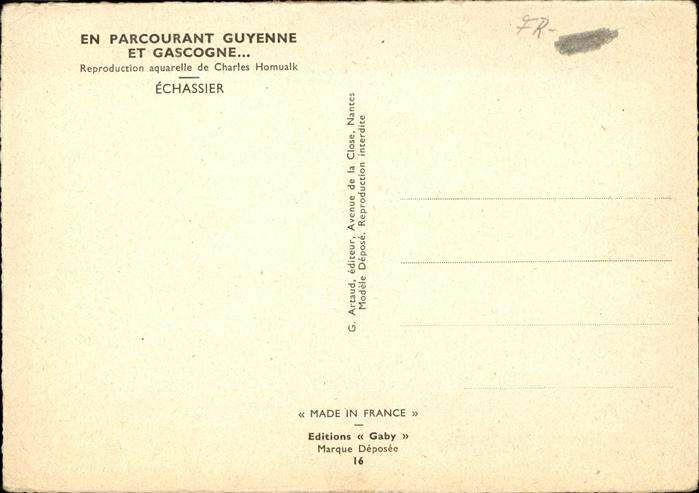 EN PARCOURANT GUYENNE
ET GASCOGNE...
Reproduction aquarelle de Charles Homualk
ÉCHASSIER
FR-
G. Artaud, éditeur, Avenue de la Close, Nantes
Modèle Déposé. Reproduction interdite
« MADE IN FRANCE »
Editions « Gaby »
Marque Déposée
16